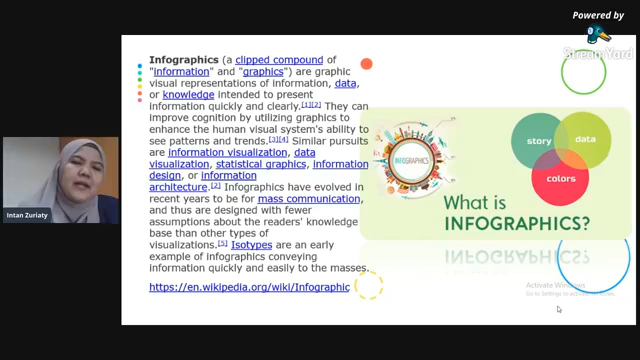 Powered by
StreamYard
Infographics (a clipped compound of
"information" and "graphics") are graphic
visual representations of information, data,
or knowledge intended to present
information quickly and clearly.[1][2] They can
improve cognition by utilizing graphics to
enhance the human visual system's ability to
see patterns and trends.[3][4] Similar pursuits
are information visualization, data
visualization, statistical graphics, information
design, or information
architecture.[2] Infographics have evolved in
recent years to be for mass communication,
and thus are designed with fewer
assumptions about the readers' knowledge
base than other types of
visualizations.[5] Isotypes are an early
example of infographics conveying
information quickly and easily to the masses.
https://en.wikipedia.org/wiki/Infographic
INFOGRAPHICS
story
data
colors
What is
INFOGRAPHICS?
Intan Zuriaty
Activate Windows
Go to Settings to activate Windows.